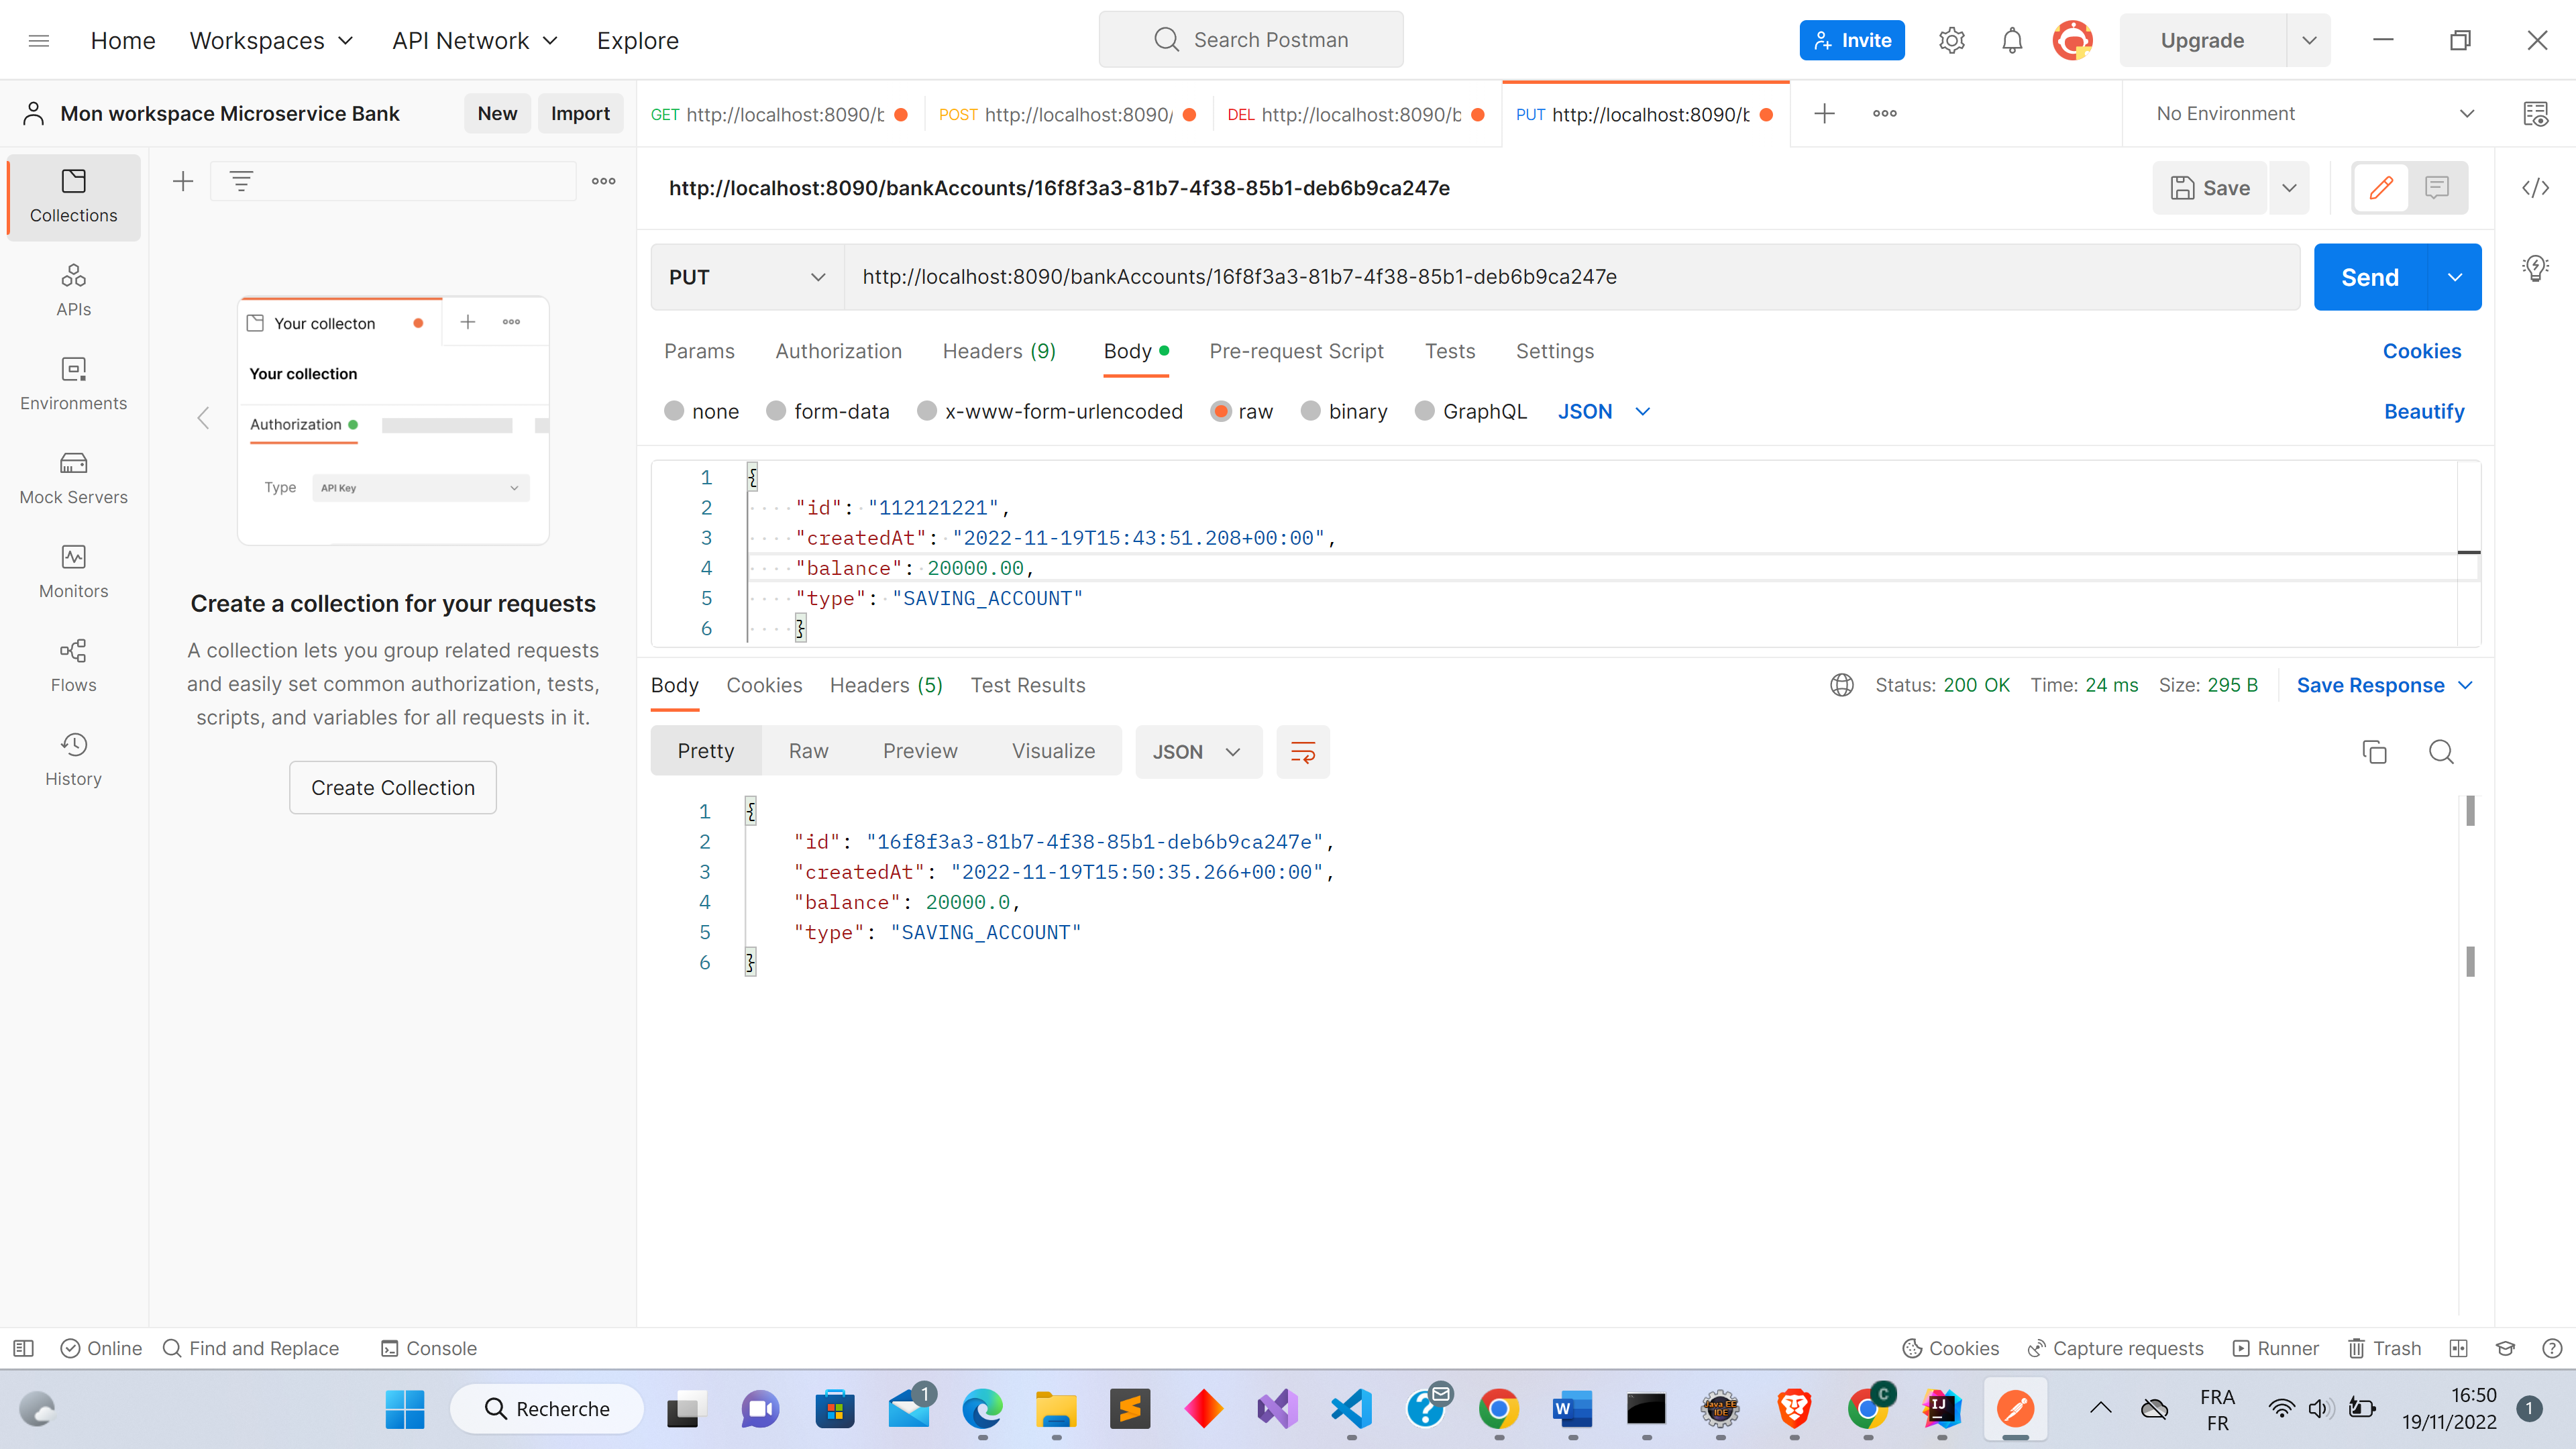 Home Workspaces API Network Explore Search Postman Invite Upgrade
Mon workspace Microservice Bank New Import
GET http://localhost:8090/b POST http://localhost:8090/ DEL http://localhost:8090/b PUT http://localhost:8090/b No Environment
Collections
APIs
Environments
Mock Servers
Monitors
Flows
History
Your collecton
Your collection
Authorization
Type API Key
Create a collection for your requests
A collection lets you group related requests
and easily set common authorization, tests,
scripts, and variables for all requests in it.
Create Collection
http://localhost:8090/bankAccounts/16f8f3a3-81b7-4f38-85b1-deb6b9ca247e Save
PUT http://localhost:8090/bankAccounts/16f8f3a3-81b7-4f38-85b1-deb6b9ca247e Send
Params Authorization Headers (9) Body Pre-request Script Tests Settings Cookies
none form-data x-www-form-urlencoded raw binary GraphQL JSON Beautify
1 {
2 "id": "112121221",
3 "createdAt": "2022-11-19T15:43:51.208+00:00",
4 "balance": 20000.00,
5 "type": "SAVING_ACCOUNT"
6 }
Body Cookies Headers (5) Test Results Status: 200 OK Time: 24 ms Size: 295 B Save Response
Pretty Raw Preview Visualize JSON
1 {
2 "id": "16f8f3a3-81b7-4f38-85b1-deb6b9ca247e",
3 "createdAt": "2022-11-19T15:50:35.266+00:00",
4 "balance": 20000.0,
5 "type": "SAVING_ACCOUNT"
6 }
Online Find and Replace Console Cookies Capture requests Runner Trash
Recherche 1 W Java EE IDE C IJ FRA FR 16:50 19/11/2022 1